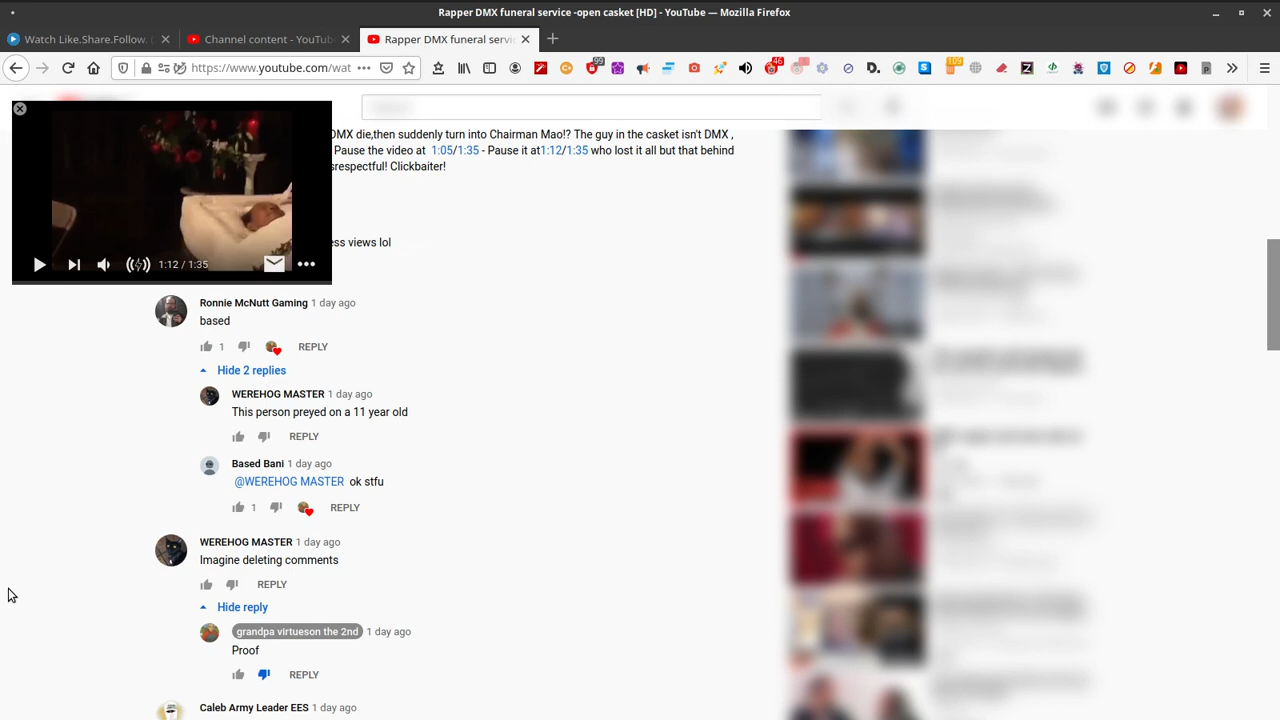 Rapper DMX funeral service -open casket [HD] - YouTube — Mozilla Firefox
Watch Like.Share.Follow. (
Channel content - YouTub
Rapper DMX funeral servi
https://www.youtube.com/wat
99
46
109
DMX die,then suddenly turn into Chairman Mao!? The guy in the casket isn't DMX ,
Pause the video at 1:05/1:35 - Pause it at1:12/1:35 who lost it all but that behind
srespectful! Clickbaiter!
ess views lol
1:12 / 1:35
Ronnie McNutt Gaming 1 day ago
based
1 REPLY
Hide 2 replies
WEREHOG MASTER 1 day ago
This person preyed on a 11 year old
REPLY
Based Bani 1 day ago
@WEREHOG MASTER ok stfu
1 REPLY
WEREHOG MASTER 1 day ago
Imagine deleting comments
REPLY
Hide reply
grandpa virtueson the 2nd 1 day ago
Proof
REPLY
Caleb Army Leader EES 1 day ago